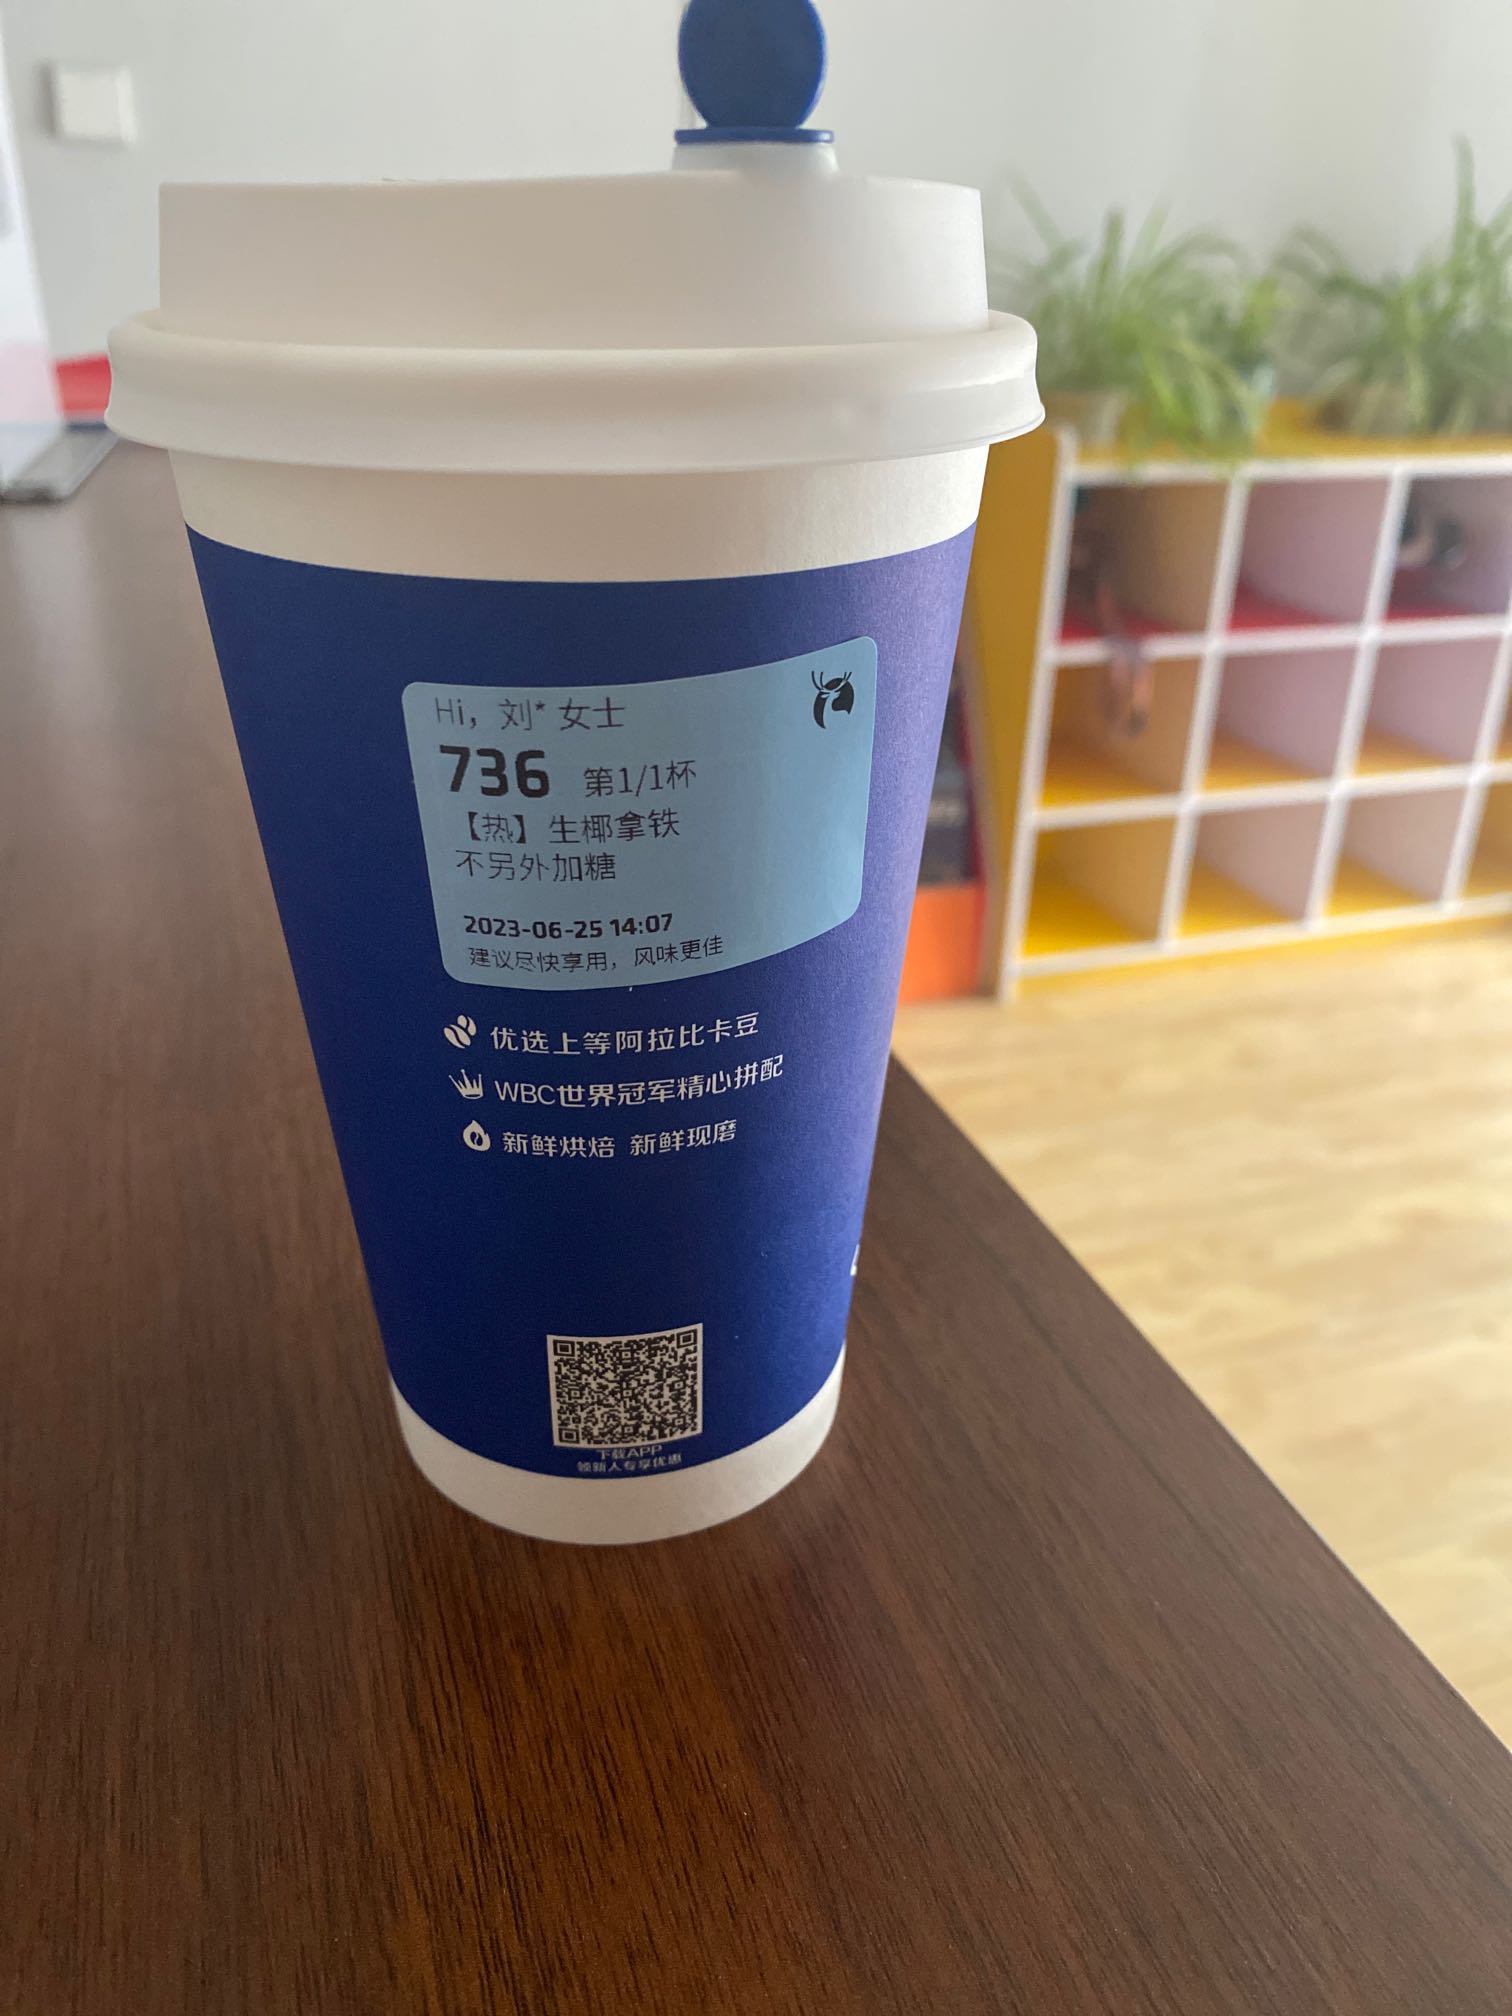 Hi，刘* 女士
736 第1/1杯
【热】生椰拿铁
不另外加糖
2023-06-25 14:07
建议尽快享用，风味更佳
优选上等阿拉比卡豆
WBC世界冠军精心拼配
新鲜烘焙 新鲜现磨
下载APP
领新人专享优惠